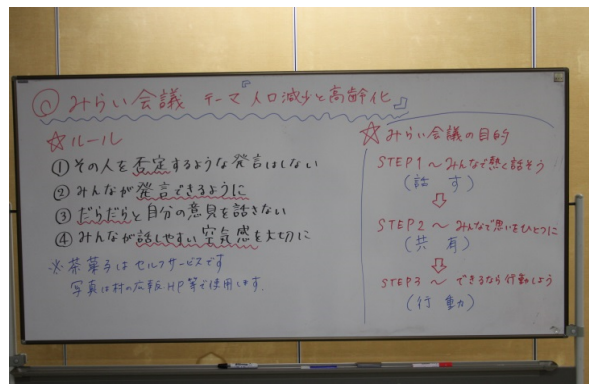 ◎みらい会議 テーマ『人口減少と高齢化』
☆ルール
①その人を否定するような発言はしない
②みんなが発言できるように
③だらだらと自分の意見を話さない
④みんなが話しやすい空気感を大切に
※茶菓子はセルフサービスです
写真は村の広報HP等で使用します。
☆みらい会議の目的
STEP1〜みんなで熱く話そう
(話す)
⇩
STEP2〜みんなで思いをひとつに
(共有)
⇩
STEP3〜できるなら行動しよう
(行動)